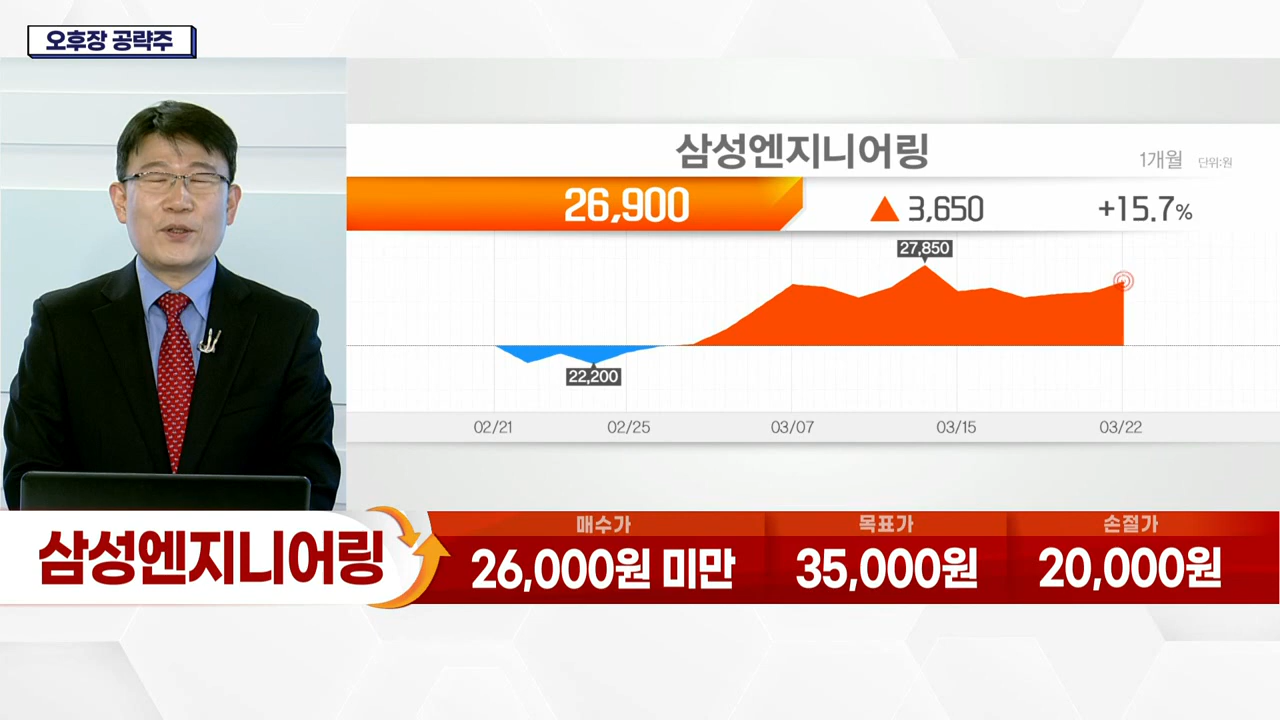 오후장 공략주
삼성엔지니어링
1개월 단위:원
26,900 ▲ 3,650 +15.7%
27,850
22,200
02/21 02/25 03/07 03/15 03/22
삼성엔지니어링
매수가 목표가 손절가
26,000원 미만 35,000원 20,000원